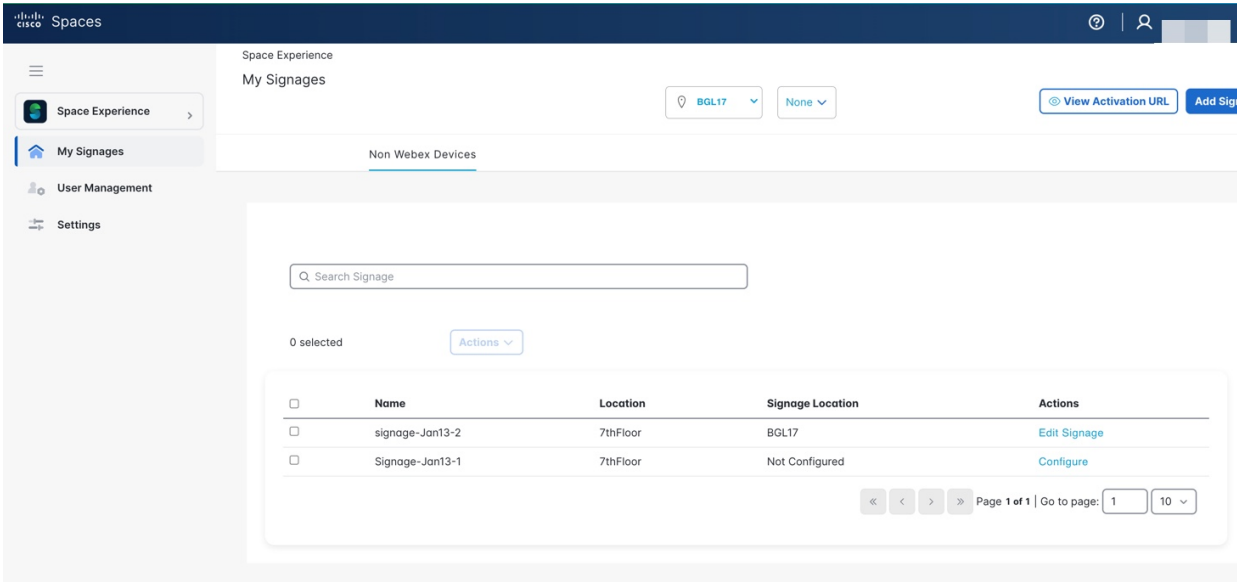 cisco Spaces
Space Experience
My Signages
BGL17 None View Activation URL Add Sig
Space Experience
My Signages
User Management
Settings
Non Webex Devices
Search Signage
0 selected Actions
Name Location Signage Location Actions
signage-Jan13-2 7thFloor BGL17 Edit Signage
Signage-Jan13-1 7thFloor Not Configured Configure
« < > » Page 1 of 1 | Go to page: 1 10